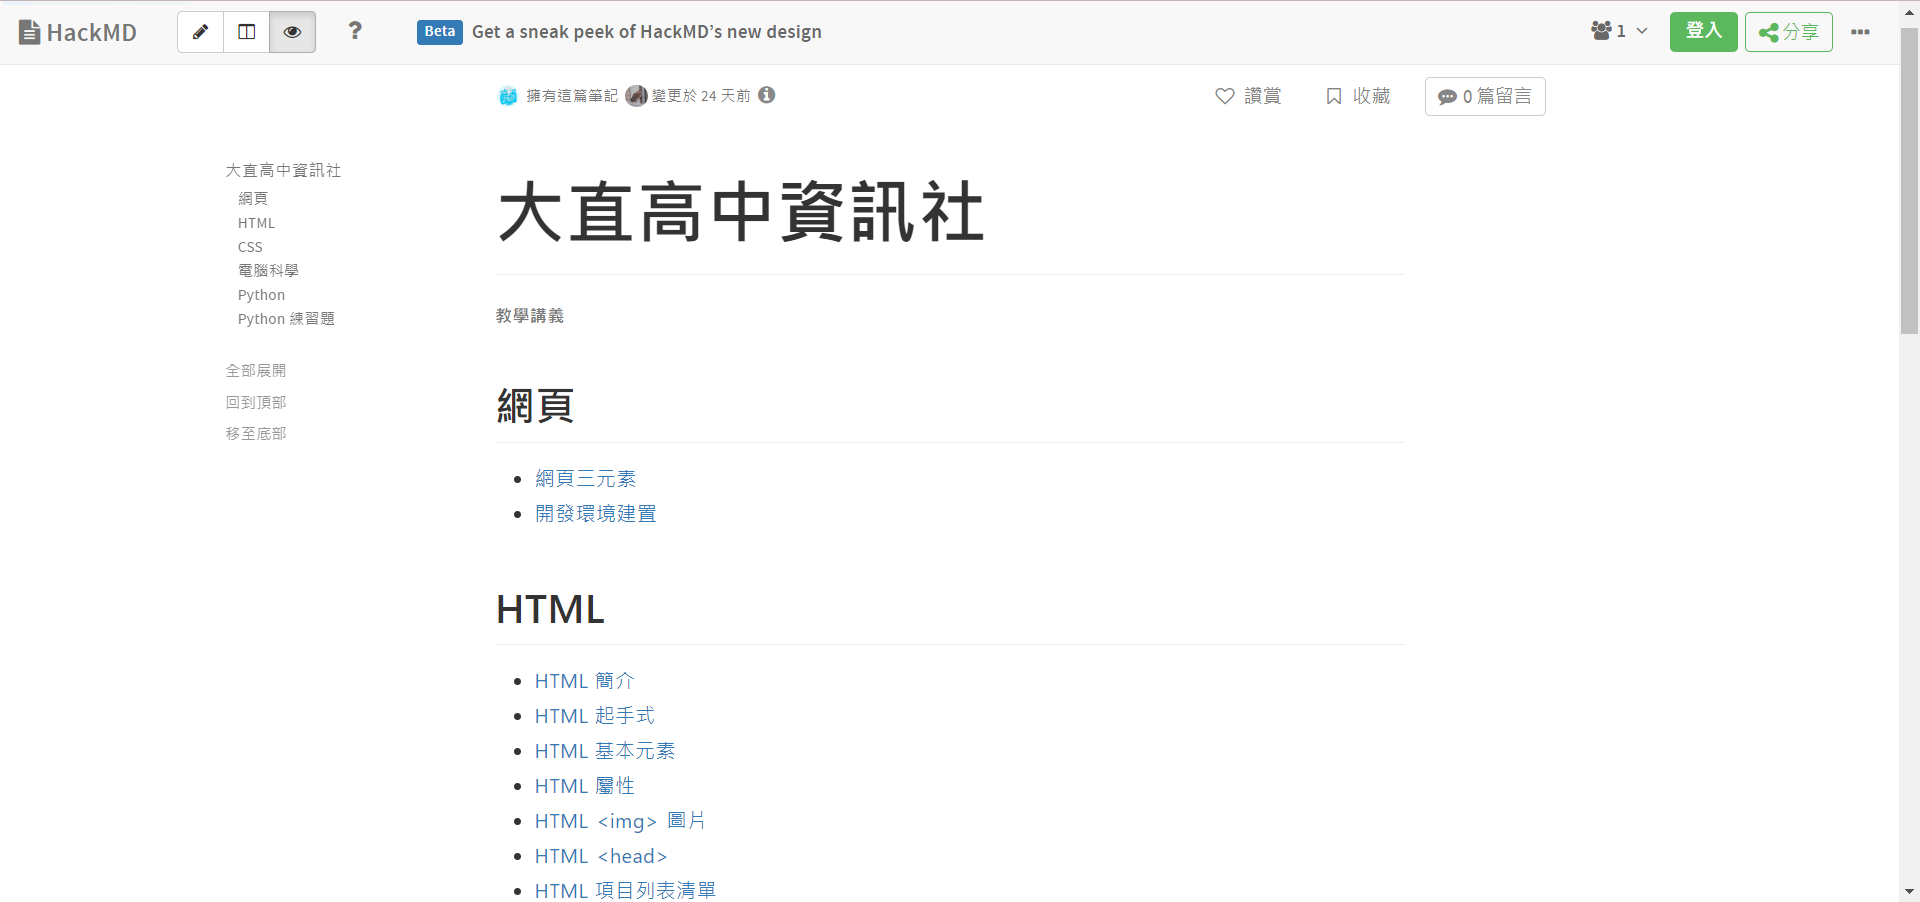 HackMD
?
Beta Get a sneak peek of HackMD’s new design
1
登入
分享
擁有這篇筆記 變更於 24 天前
讚賞
收藏
0 篇留言
大直高中資訊社
網頁
HTML
CSS
電腦科學
Python
Python 練習題
全部展開
回到頂部
移至底部
大直高中資訊社
教學講義
網頁
網頁三元素
開發環境建置
HTML
HTML 簡介
HTML 起手式
HTML 基本元素
HTML 屬性
HTML <img> 圖片
HTML <head>
HTML 項目列表清單